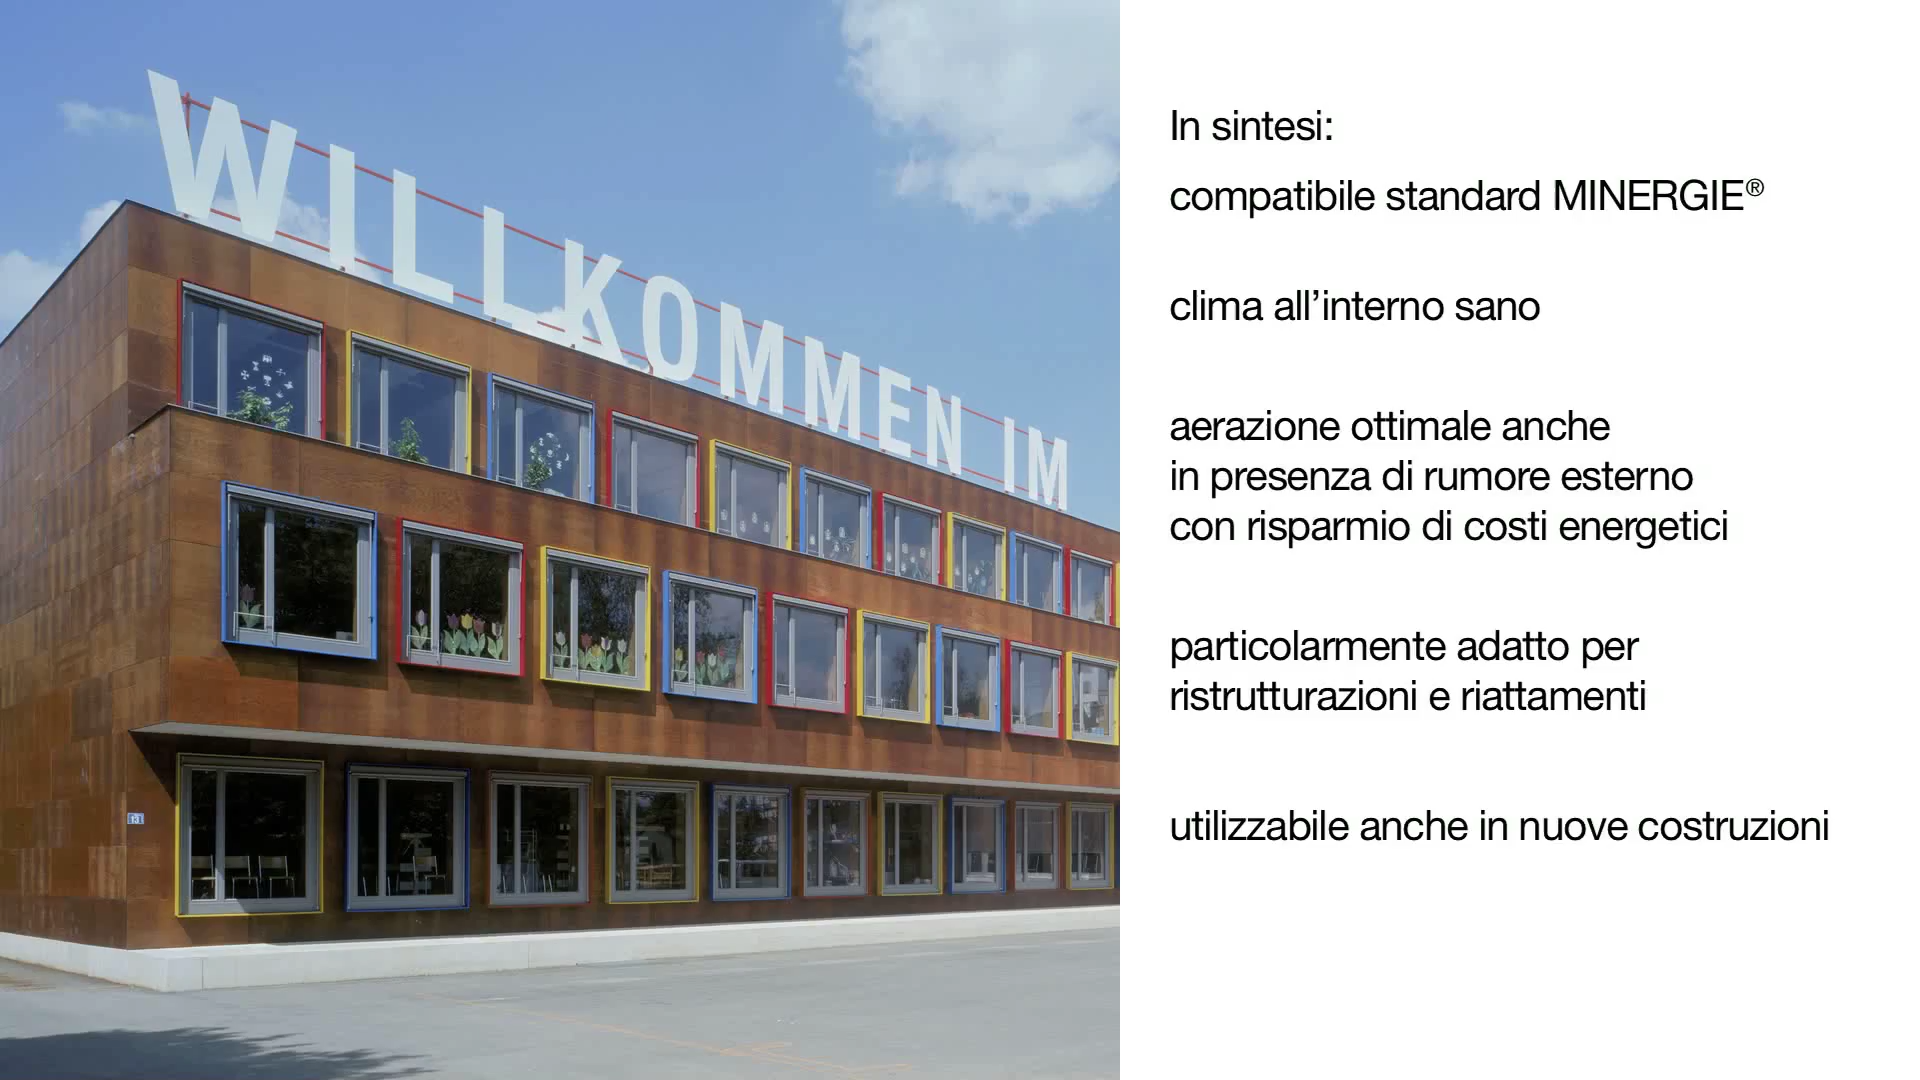 WILLKOMMEN IM
In sintesi:
compatibile standard MINERGIE®
clima all’interno sano
aerazione ottimale anche
in presenza di rumore esterno
con risparmio di costi energetici
particolarmente adatto per
ristrutturazioni e riattamenti
utilizzabile anche in nuove costruzioni